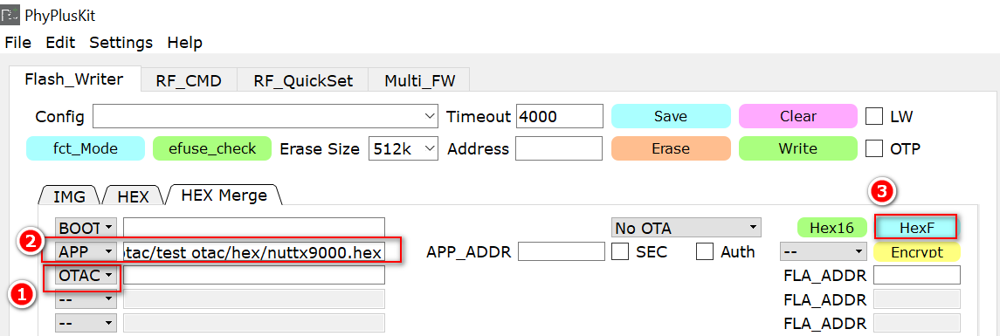 PhyPlusKit
File Edit Settings Help
Flash_Writer RF_CMD RF_QuickSet Multi_FW
Config Timeout 4000 Save Clear LW
fct_Mode efuse_check Erase Size 512k Address Erase Write OTP
IMG HEX HEX Merge 3
BOOT No OTA Hex16 HexF
2 APP otac/test otac/hex/nuttx9000.hex APP_ADDR SEC Auth -- Encrypt
1 OTAC FLA_ADDR
-- FLA_ADDR
-- FLA_ADDR